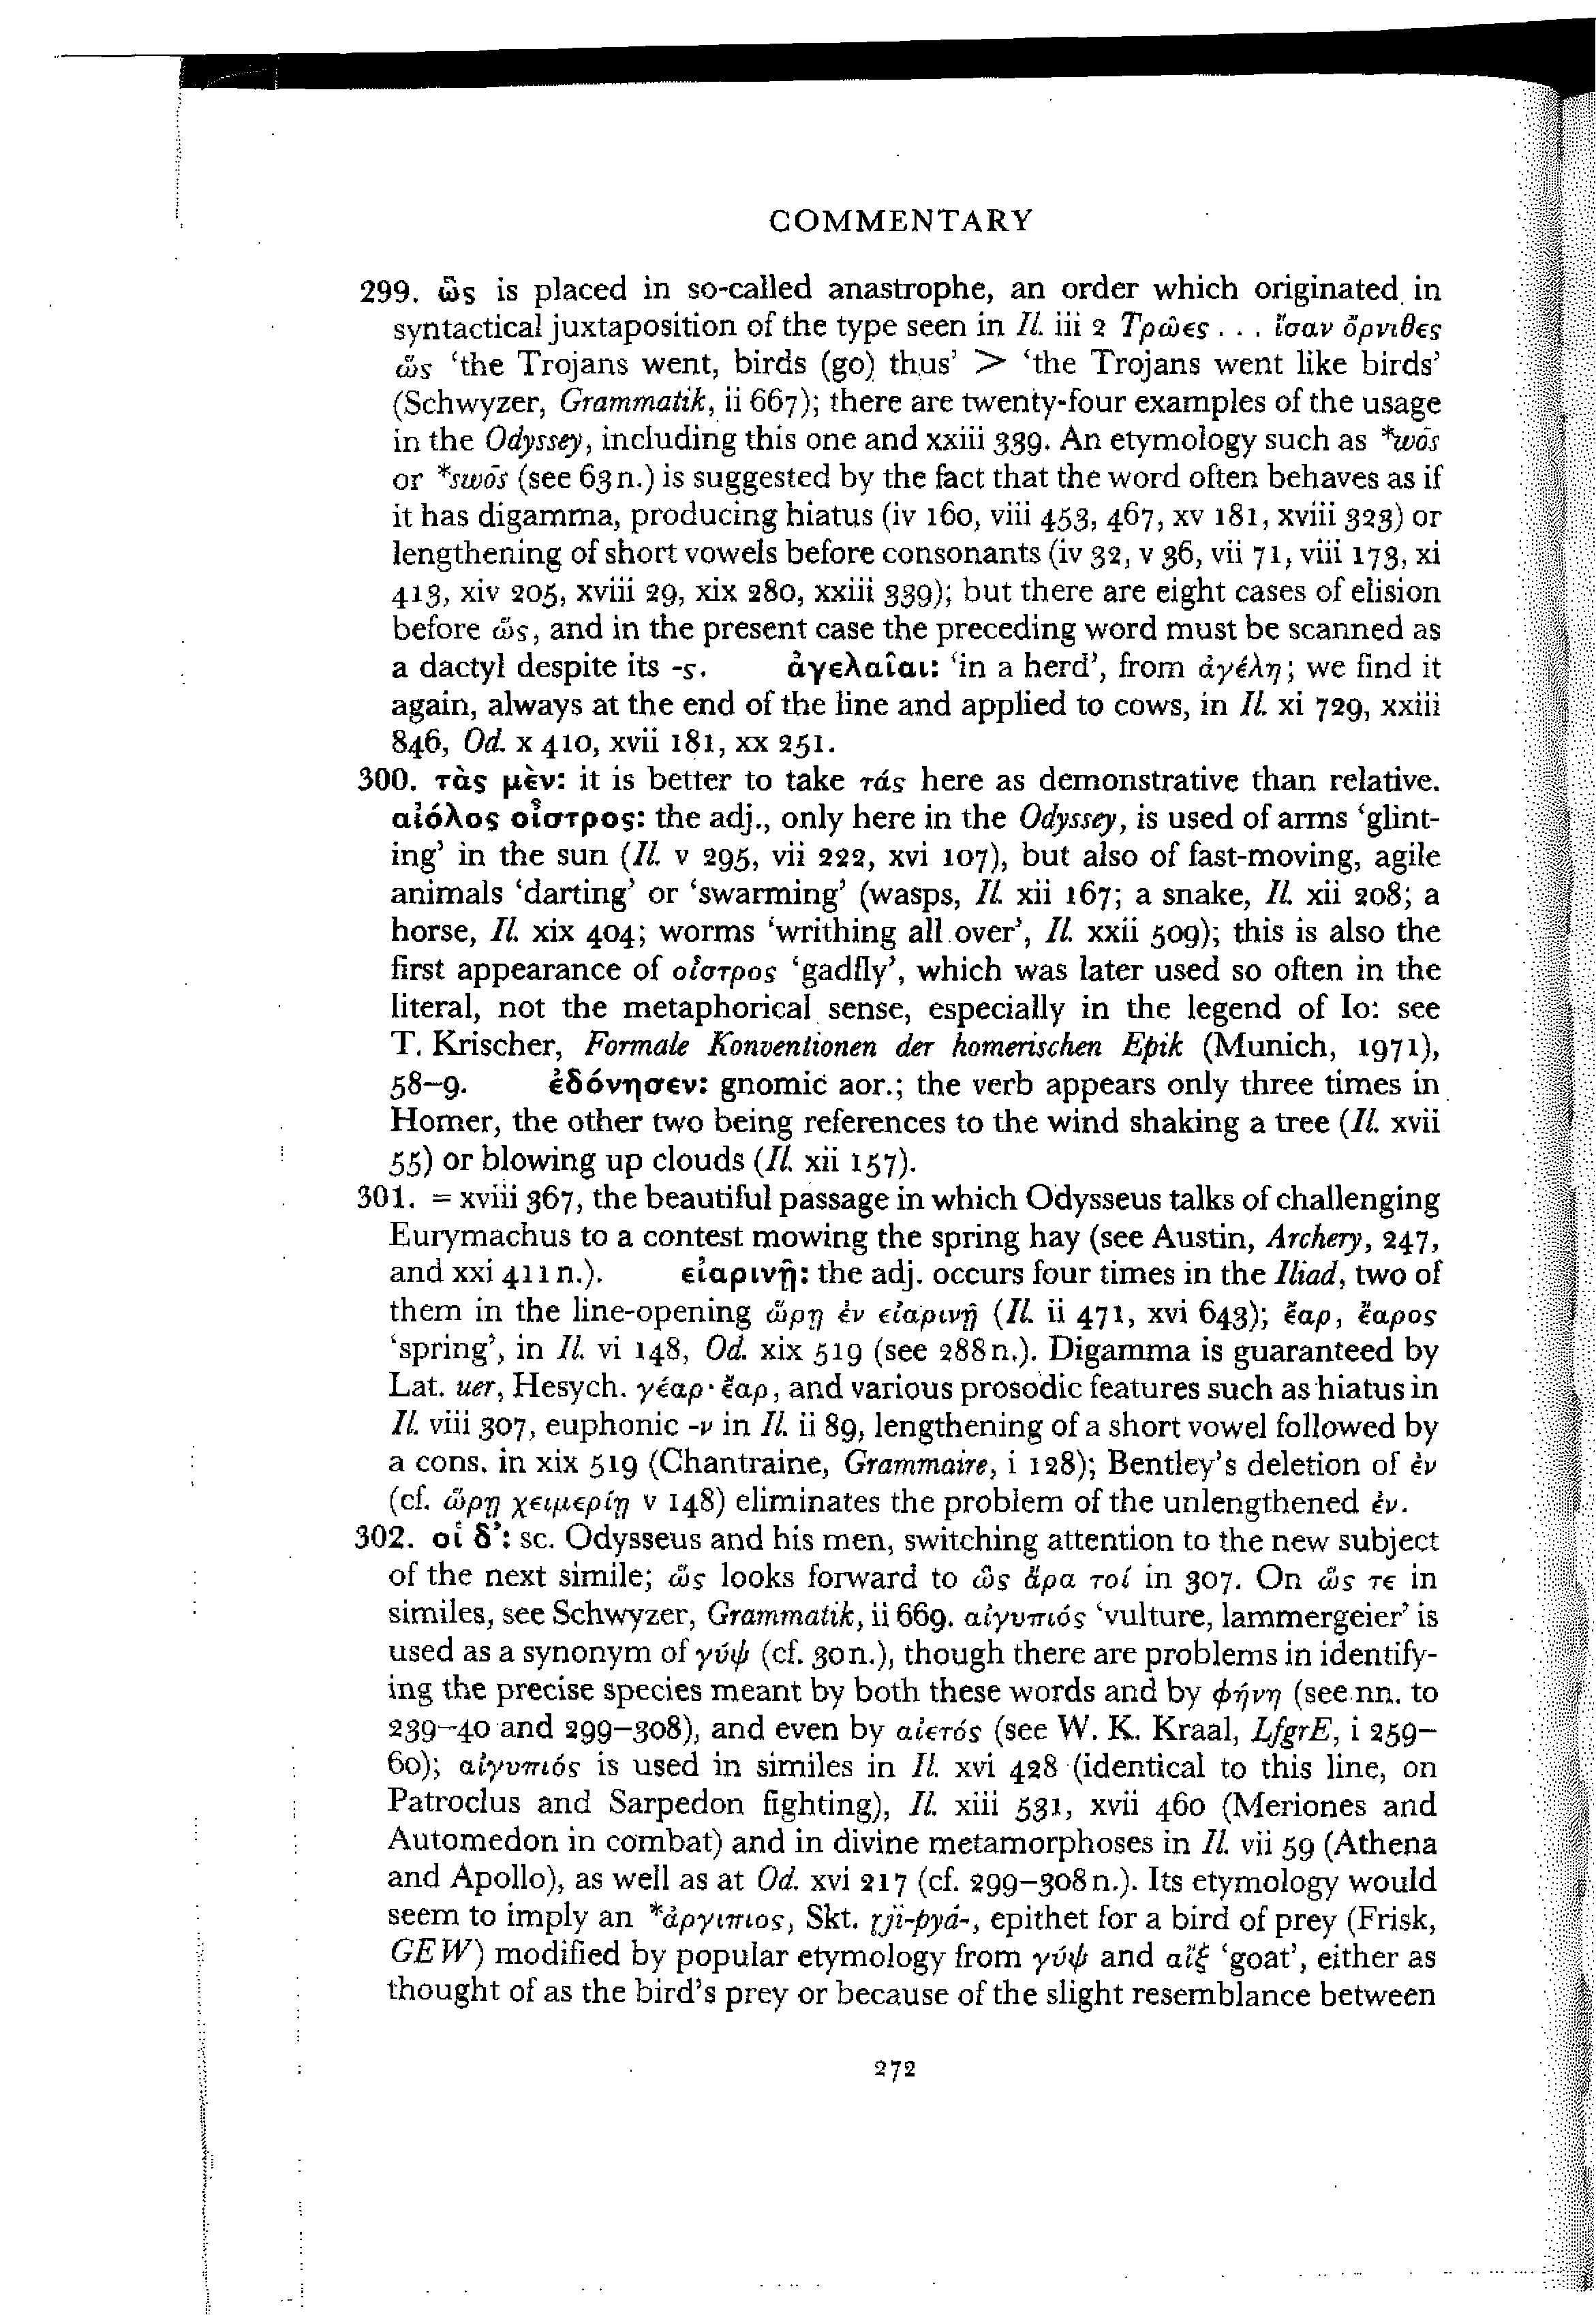 COMMENTARY
299. ὣς is placed in so-called anastrophe, an order which originated in
syntactical juxtaposition of the type seen in Il. iii 2 Τρῶες . . . ἴσαν ὄρνιθες
ὥς ‘the Trojans went, birds (go) thus’ > ‘the Trojans went like birds’
(Schwyzer, Grammatik, ii 667); there are twenty-four examples of the usage
in the Odyssey, including this one and xxiii 339. An etymology such as *wōs
or *swōs (see 63 n.) is suggested by the fact that the word often behaves as if
it has digamma, producing hiatus (iv 160, viii 453, 467, xv 181, xviii 323) or
lengthening of short vowels before consonants (iv 32, v 36, vii 71, viii 173, xi
413, xiv 205, xviii 29, xix 280, xxiii 339); but there are eight cases of elision
before ὥς, and in the present case the preceding word must be scanned as
a dactyl despite its -ς. ἀγελαῖαι: ‘in a herd’, from ἀγέλη; we find it
again, always at the end of the line and applied to cows, in Il. xi 729, xxiii
846, Od. x 410, xvii 181, xx 251.
300. τὰς μὲν: it is better to take τάς here as demonstrative than relative.
αἰόλος οἶστρος: the adj., only here in the Odyssey, is used of arms ‘glint-
ing’ in the sun (Il. v 295, vii 222, xvi 107), but also of fast-moving, agile
animals ‘darting’ or ‘swarming’ (wasps, Il. xii 167; a snake, Il. xii 208; a
horse, Il. xix 404; worms ‘writhing all over’, Il. xxii 509); this is also the
first appearance of οἶστρος ‘gadfly’, which was later used so often in the
literal, not the metaphorical sense, especially in the legend of Io: see
T. Krischer, Formale Konventionen der homerischen Epik (Munich, 1971),
58–9. ἐδόνησεν: gnomic aor.; the verb appears only three times in
Homer, the other two being references to the wind shaking a tree (Il. xvii
55) or blowing up clouds (Il. xii 157).
301. = xviii 367, the beautiful passage in which Odysseus talks of challenging
Eurymachus to a contest mowing the spring hay (see Austin, Archery, 247,
and xxi 411 n.). εἰαρινῇ: the adj. occurs four times in the Iliad, two of
them in the line-opening ὥρῃ ἐν εἰαρινῇ (Il. ii 471, xvi 643); ἔαρ, ἔαρος
‘spring’, in Il. vi 148, Od. xix 519 (see 288 n.). Digamma is guaranteed by
Lat. uer, Hesych. γέαρ· ἔαρ, and various prosodic features such as hiatus in
Il. viii 307, euphonic -ν in Il. ii 89, lengthening of a short vowel followed by
a cons. in xix 519 (Chantraine, Grammaire, i 128); Bentley’s deletion of ἐν
(cf. ὥρῃ χειμερίῃ v 148) eliminates the problem of the unlengthened ἐν.
302. οἱ δ’: sc. Odysseus and his men, switching attention to the new subject
of the next simile; ὥς looks forward to ὣς ἄρα τοί in 307. On ὥς τε in
similes, see Schwyzer, Grammatik, ii 669. αἰγυπιός ‘vulture, lammergeier’ is
used as a synonym of γύψ (cf. 30 n.), though there are problems in identify-
ing the precise species meant by both these words and by φήνη (see nn. to
239–40 and 299–308), and even by αἰετός (see W. K. Kraal, LfgrE, i 259–
60); αἰγυπιός is used in similes in Il. xvi 428 (identical to this line, on
Patroclus and Sarpedon fighting), Il. xiii 531, xvii 460 (Meriones and
Automedon in combat) and in divine metamorphoses in Il. vii 59 (Athena
and Apollo), as well as at Od. xvi 217 (cf. 299–308 n.). Its etymology would
seem to imply an *ἀργιπιος, Skt. ṛji-pyá-, epithet for a bird of prey (Frisk,
GEW) modified by popular etymology from γύψ and αἴξ ‘goat’, either as
thought of as the bird’s prey or because of the slight resemblance between
272